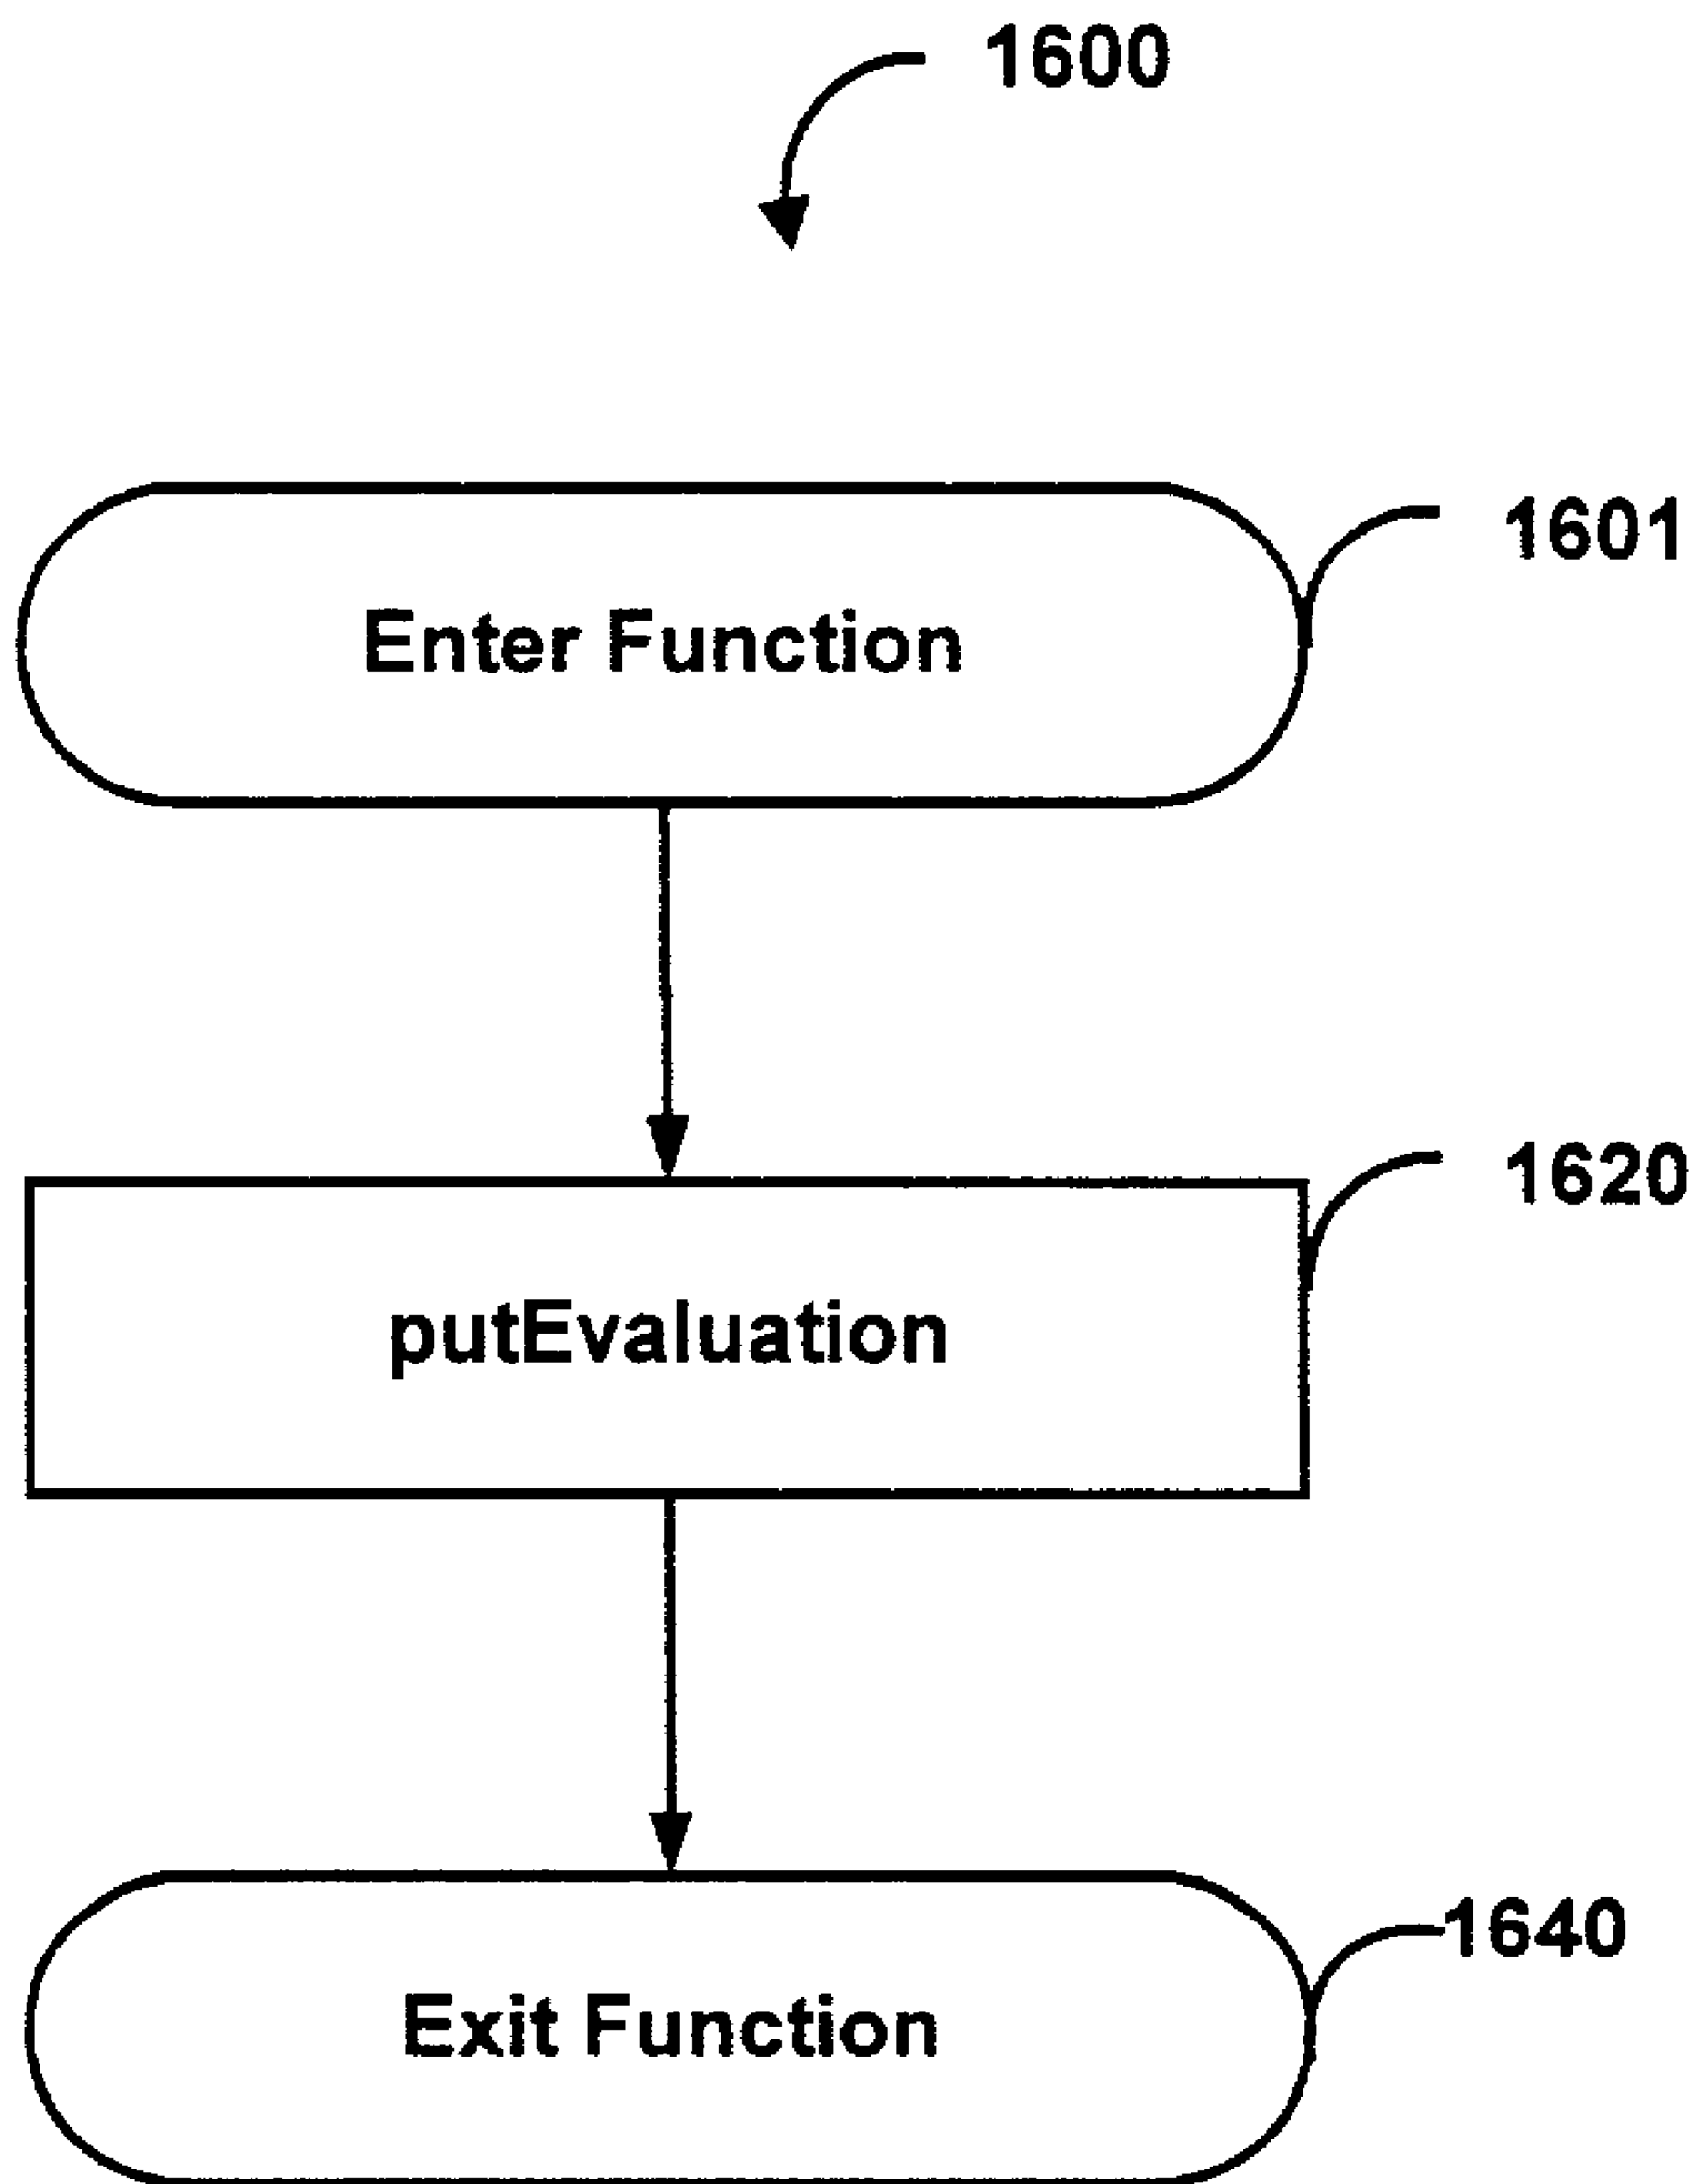 1600
1601
Enter Function
1620
putEvaluation
1640
Exit Function